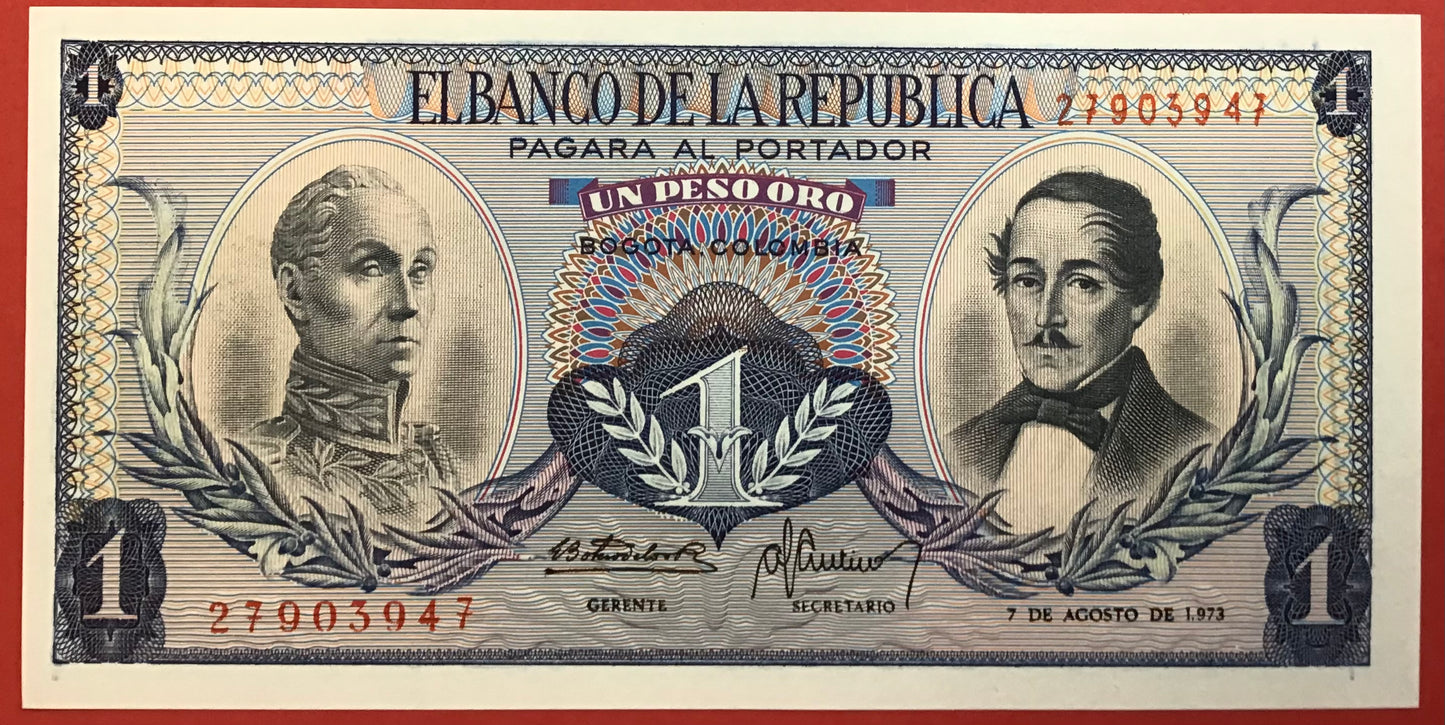 1 1
EL BANCO DE LA REPUBLICA 27903947
PAGARA AL PORTADOR
UN PESO ORO
BOGOTA, COLOMBIA
1
1 1
GERENTE SECRETARIO
27903947 7 DE AGOSTO DE 1.973